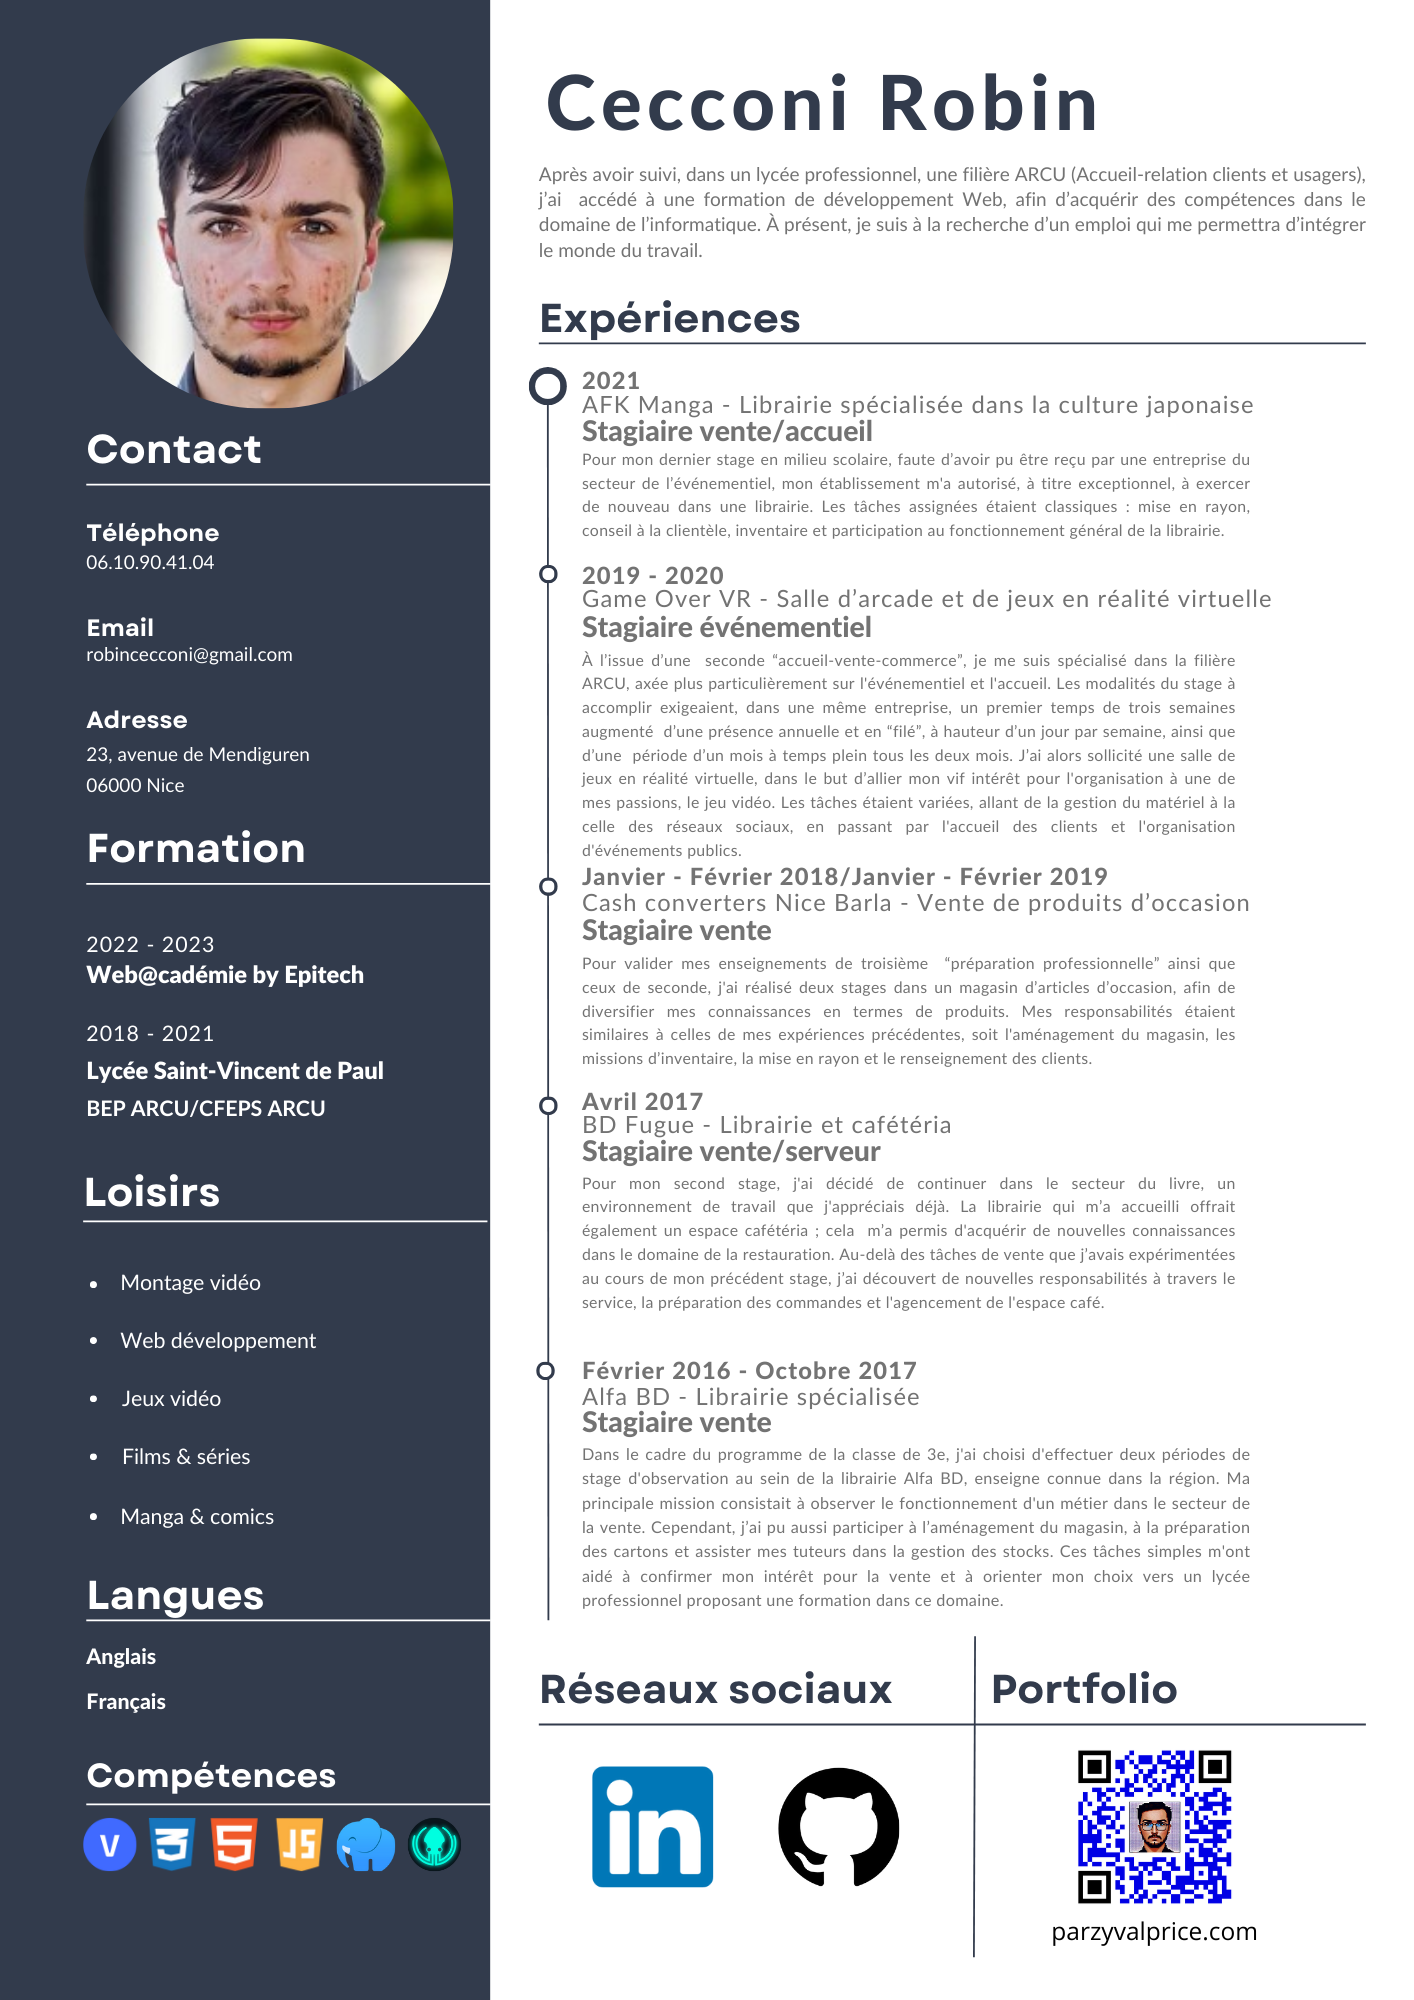 Cecconi Robin
Après avoir suivi, dans un lycée professionnel, une filière ARCU (Accueil-relation clients et usagers),
j’ai accédé à une formation de développement Web, afin d’acquérir des compétences dans le
domaine de l’informatique. À présent, je suis à la recherche d’un emploi qui me permettra d’intégrer
le monde du travail.
Contact
Téléphone
06.10.90.41.04
Email
robincecconi@gmail.com
Adresse
23, avenue de Mendiguren
06000 Nice
Formation
2022 - 2023
Web@cadémie by Epitech
2018 - 2021
Lycée Saint-Vincent de Paul
BEP ARCU/CFEPS ARCU
Loisirs
• Montage vidéo
• Web développement
• Jeux vidéo
• Films & séries
• Manga & comics
Langues
Anglais
Français
Compétences
V
3
5
JS
Expériences
2021
AFK Manga - Librairie spécialisée dans la culture japonaise
Stagiaire vente/accueil
Pour mon dernier stage en milieu scolaire, faute d’avoir pu être reçu par une entreprise du
secteur de l’événementiel, mon établissement m'a autorisé, à titre exceptionnel, à exercer
de nouveau dans une librairie. Les tâches assignées étaient classiques : mise en rayon,
conseil à la clientèle, inventaire et participation au fonctionnement général de la librairie.
2019 - 2020
Game Over VR - Salle d’arcade et de jeux en réalité virtuelle
Stagiaire événementiel
À l’issue d’une seconde “accueil-vente-commerce”, je me suis spécialisé dans la filière
ARCU, axée plus particulièrement sur l'événementiel et l'accueil. Les modalités du stage à
accomplir exigeaient, dans une même entreprise, un premier temps de trois semaines
augmenté d’une présence annuelle et en “filé”, à hauteur d’un jour par semaine, ainsi que
d’une période d’un mois à temps plein tous les deux mois. J’ai alors sollicité une salle de
jeux en réalité virtuelle, dans le but d’allier mon vif intérêt pour l'organisation à une de
mes passions, le jeu vidéo. Les tâches étaient variées, allant de la gestion du matériel à la
celle des réseaux sociaux, en passant par l'accueil des clients et l'organisation
d'événements publics.
Janvier - Février 2018/Janvier - Février 2019
Cash converters Nice Barla - Vente de produits d’occasion
Stagiaire vente
Pour valider mes enseignements de troisième “préparation professionnelle” ainsi que
ceux de seconde, j'ai réalisé deux stages dans un magasin d’articles d’occasion, afin de
diversifier mes connaissances en termes de produits. Mes responsabilités étaient
similaires à celles de mes expériences précédentes, soit l'aménagement du magasin, les
missions d’inventaire, la mise en rayon et le renseignement des clients.
Avril 2017
BD Fugue - Librairie et cafétéria
Stagiaire vente/serveur
Pour mon second stage, j'ai décidé de continuer dans le secteur du livre, un
environnement de travail que j'appréciais déjà. La librairie qui m’a accueilli offrait
également un espace cafétéria ; cela m’a permis d'acquérir de nouvelles connaissances
dans le domaine de la restauration. Au-delà des tâches de vente que j’avais expérimentées
au cours de mon précédent stage, j’ai découvert de nouvelles responsabilités à travers le
service, la préparation des commandes et l'agencement de l'espace café.
Février 2016 - Octobre 2017
Alfa BD - Librairie spécialisée
Stagiaire vente
Dans le cadre du programme de la classe de 3e, j'ai choisi d'effectuer deux périodes de
stage d'observation au sein de la librairie Alfa BD, enseigne connue dans la région. Ma
principale mission consistait à observer le fonctionnement d'un métier dans le secteur de
la vente. Cependant, j’ai pu aussi participer à l’aménagement du magasin, à la préparation
des cartons et assister mes tuteurs dans la gestion des stocks. Ces tâches simples m'ont
aidé à confirmer mon intérêt pour la vente et à orienter mon choix vers un lycée
professionnel proposant une formation dans ce domaine.
Réseaux sociaux
in
Portfolio
parzyvalprice.com